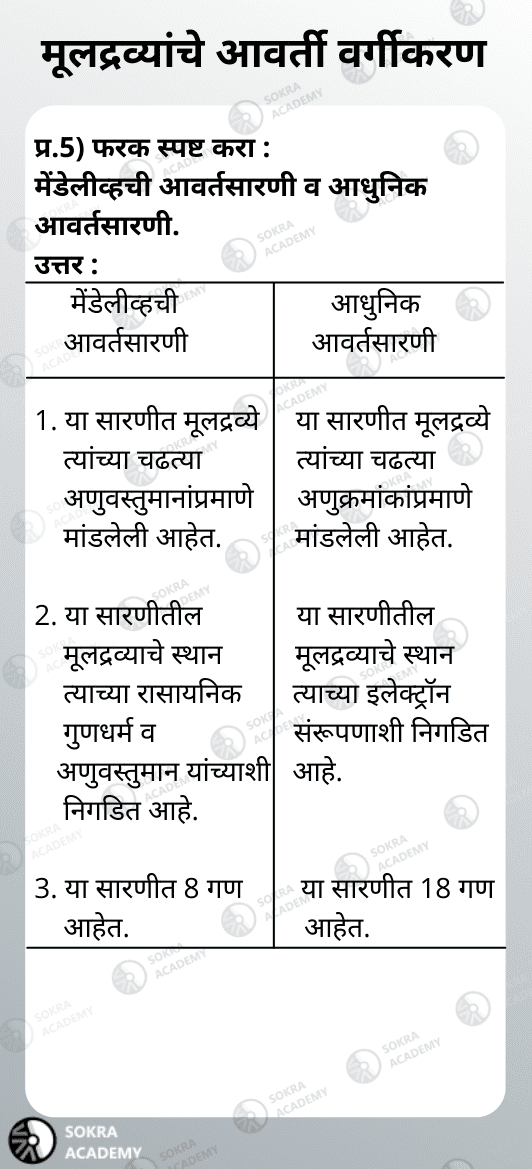 मूलद्रव्यांचे आवर्ती वर्गीकरण
प्र.5) फरक स्पष्ट करा :
मेंडेलीव्हची आवर्तसारणी व आधुनिक
आवर्तसारणी.
उत्तर :
मेंडेलीव्हची
आवर्तसारणी
आधुनिक
आवर्तसारणी
1. या सारणीत मूलद्रव्ये
त्यांच्या चढत्या
अणुवस्तुमानांप्रमाणे
मांडलेली आहेत.
या सारणीत मूलद्रव्ये
त्यांच्या चढत्या
अणुक्रमांकांप्रमाणे
मांडलेली आहेत.
2. या सारणीतील
मूलद्रव्याचे स्थान
त्याच्या रासायनिक
गुणधर्म व
अणुवस्तुमान यांच्याशी
निगडित आहे.
या सारणीतील
मूलद्रव्याचे स्थान
त्याच्या इलेक्ट्रॉन
संरूपणाशी निगडित
आहे.
3. या सारणीत 8 गण
आहेत.
या सारणीत 18 गण
आहेत.
SOKRA
ACADEMY